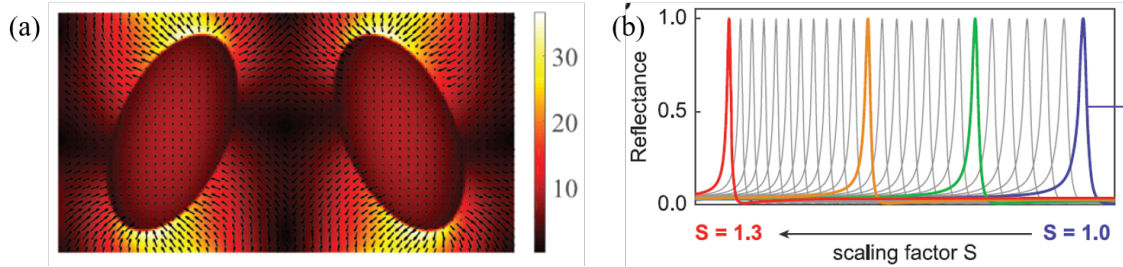 (a)
30
20
10
(b)
1.0
0.5
0.0
Reflectance
S = 1.3
S = 1.0
scaling factor S